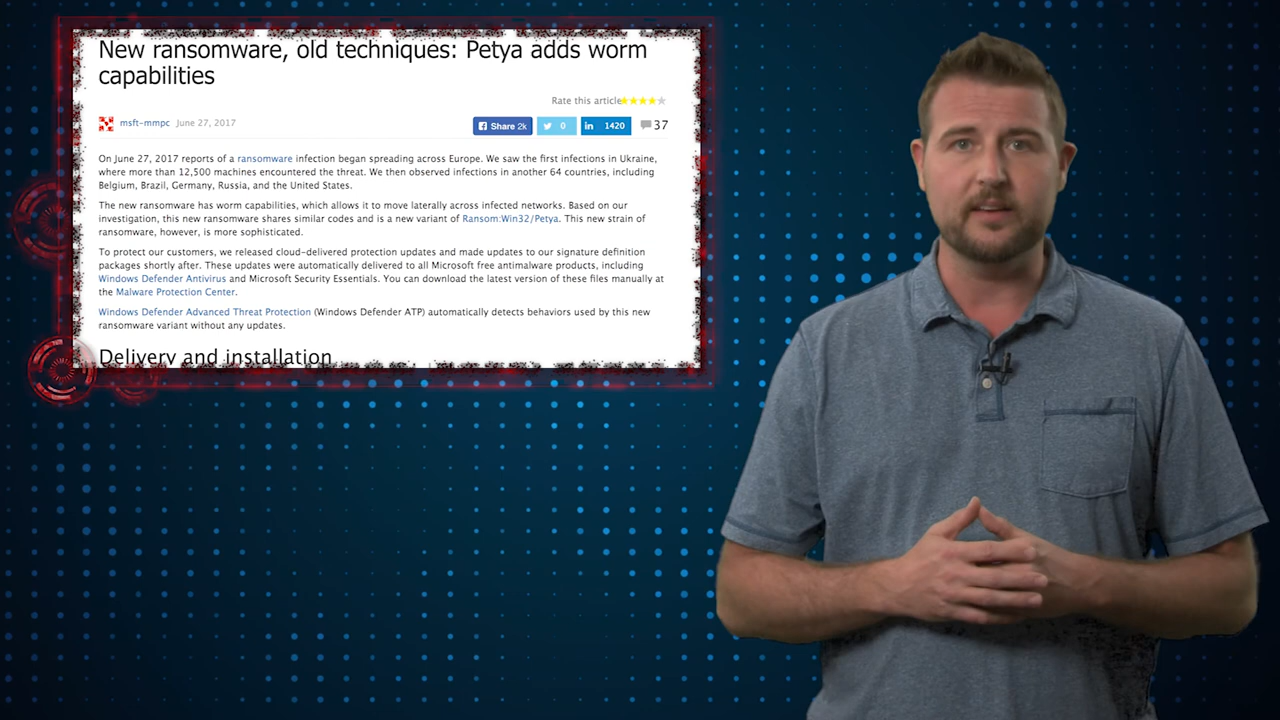 New ransomware, old techniques: Petya adds worm
capabilities
Rate this article
msft-mmpc June 27, 2017
Share 2k 0 in 1420 37
On June 27, 2017 reports of a ransomware infection began spreading across Europe. We saw the first infections in Ukraine,
where more than 12,500 machines encountered the threat. We then observed infections in another 64 countries, including
Belgium, Brazil, Germany, Russia, and the United States.
The new ransomware has worm capabilities, which allows it to move laterally across infected networks. Based on our
investigation, this new ransomware shares similar codes and is a new variant of Ransom:Win32/Petya. This new strain of
ransomware, however, is more sophisticated.
To protect our customers, we released cloud-delivered protection updates and made updates to our signature definition
packages shortly after. These updates were automatically delivered to all Microsoft free antimalware products, including
Windows Defender Antivirus and Microsoft Security Essentials. You can download the latest version of these files manually at
the Malware Protection Center.
Windows Defender Advanced Threat Protection (Windows Defender ATP) automatically detects behaviors used by this new
ransomware variant without any updates.
Delivery and installation